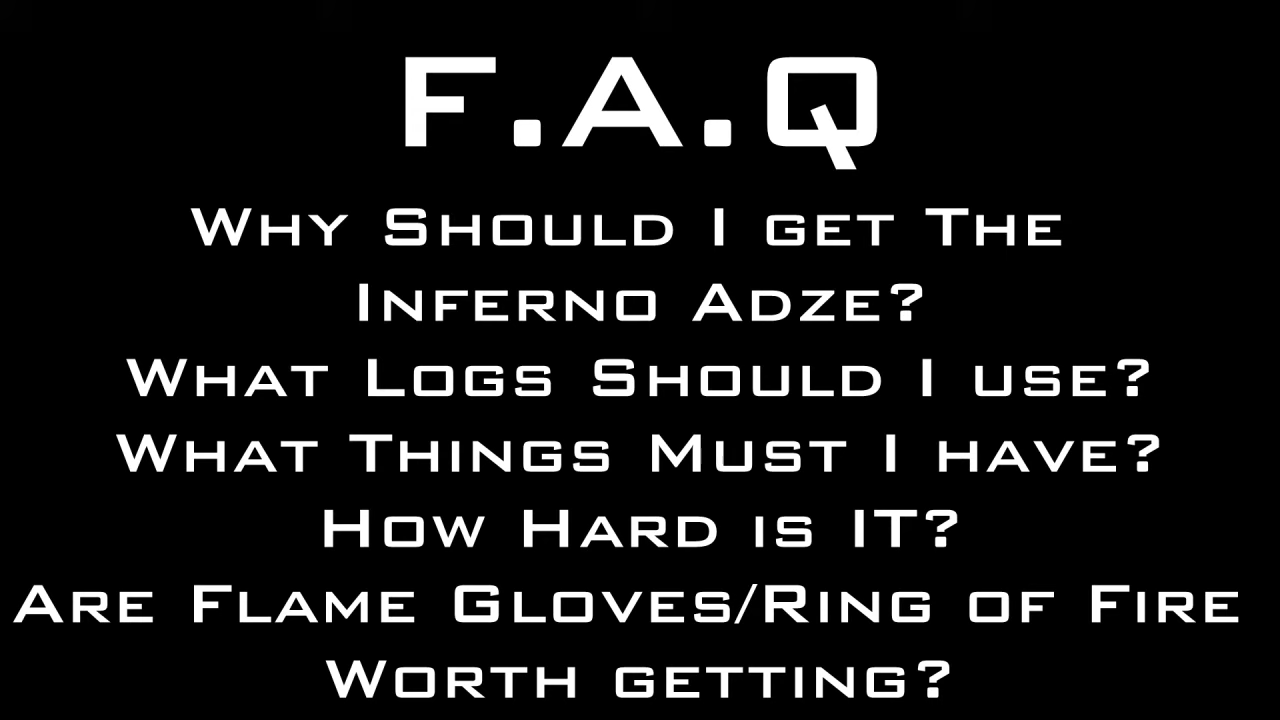 F.A.Q
Why Should I get The
Inferno Adze?
What Logs Should I use?
What Things Must I have?
How Hard is IT?
Are Flame Gloves/Ring of Fire
Worth getting?